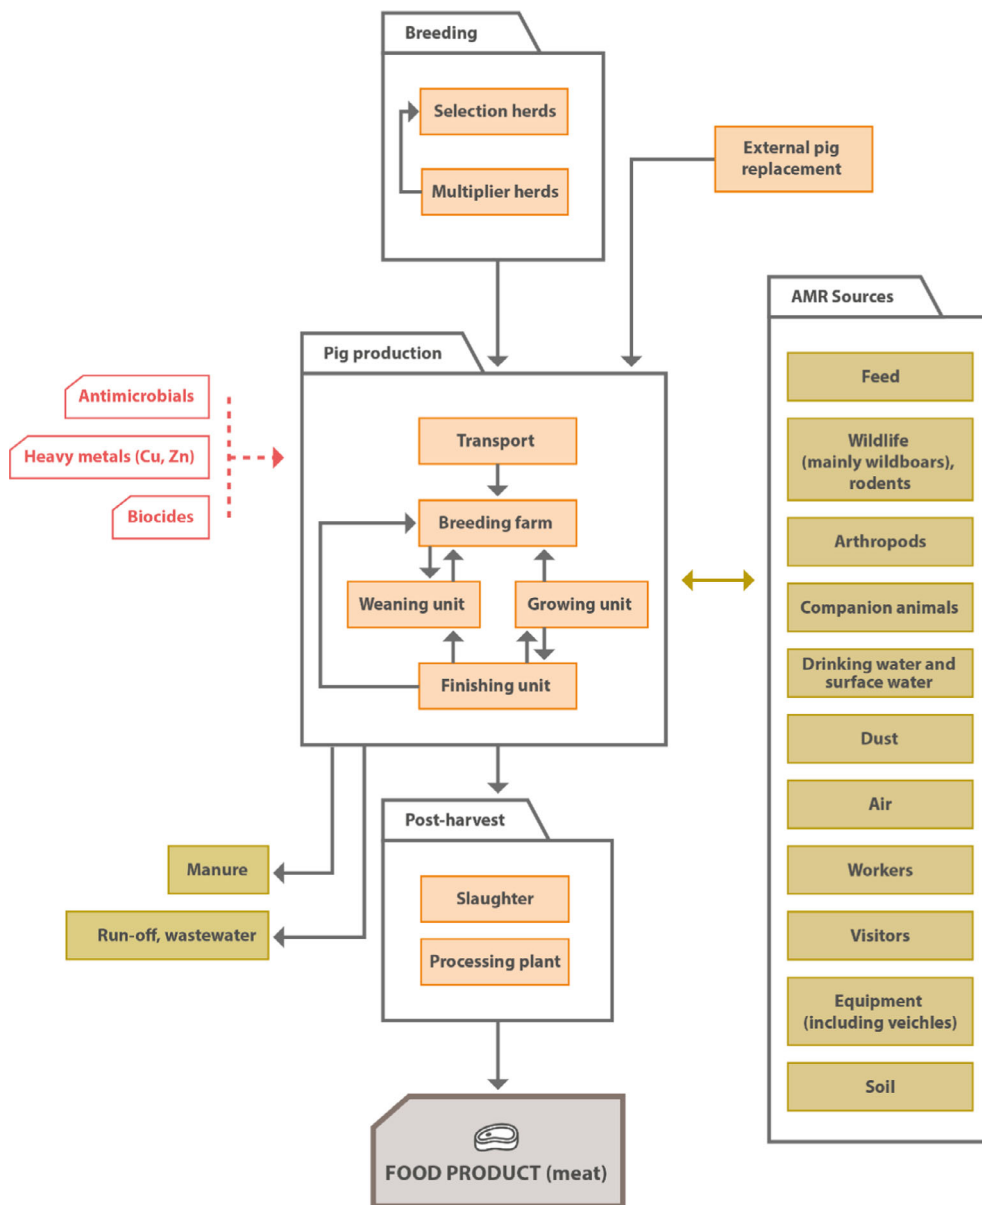 Breeding
Selection herds
Multiplier herds
External pig
replacement
AMR Sources
Feed
Wildlife
(mainly wildboars),
rodents
Arthropods
Companion animals
Drinking water and
surface water
Dust
Air
Workers
Visitors
Equipment
(including veichles)
Soil
Pig production
Antimicrobials
Heavy metals (Cu, Zn)
Biocides
Transport
Breeding farm
Weaning unit
Growing unit
Finishing unit
Manure
Run-off, wastewater
Post-harvest
Slaughter
Processing plant
FOOD PRODUCT (meat)